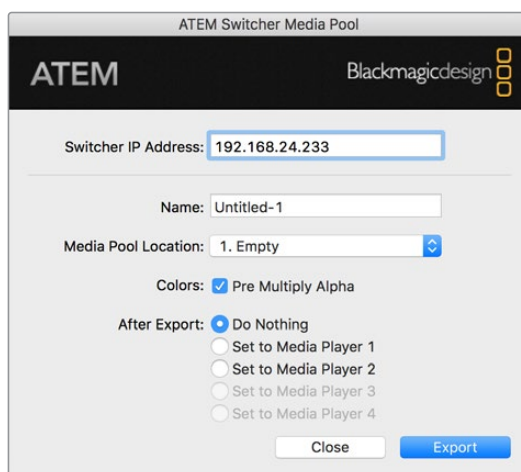 ATEM Switcher Media Pool
ATEM
Blackmagicdesign
Switcher IP Address: 192.168.24.233
Name: Untitled-1
Media Pool Location: 1. Empty
Colors: Pre Multiply Alpha
After Export: Do Nothing
Set to Media Player 1
Set to Media Player 2
Set to Media Player 3
Set to Media Player 4
Close Export